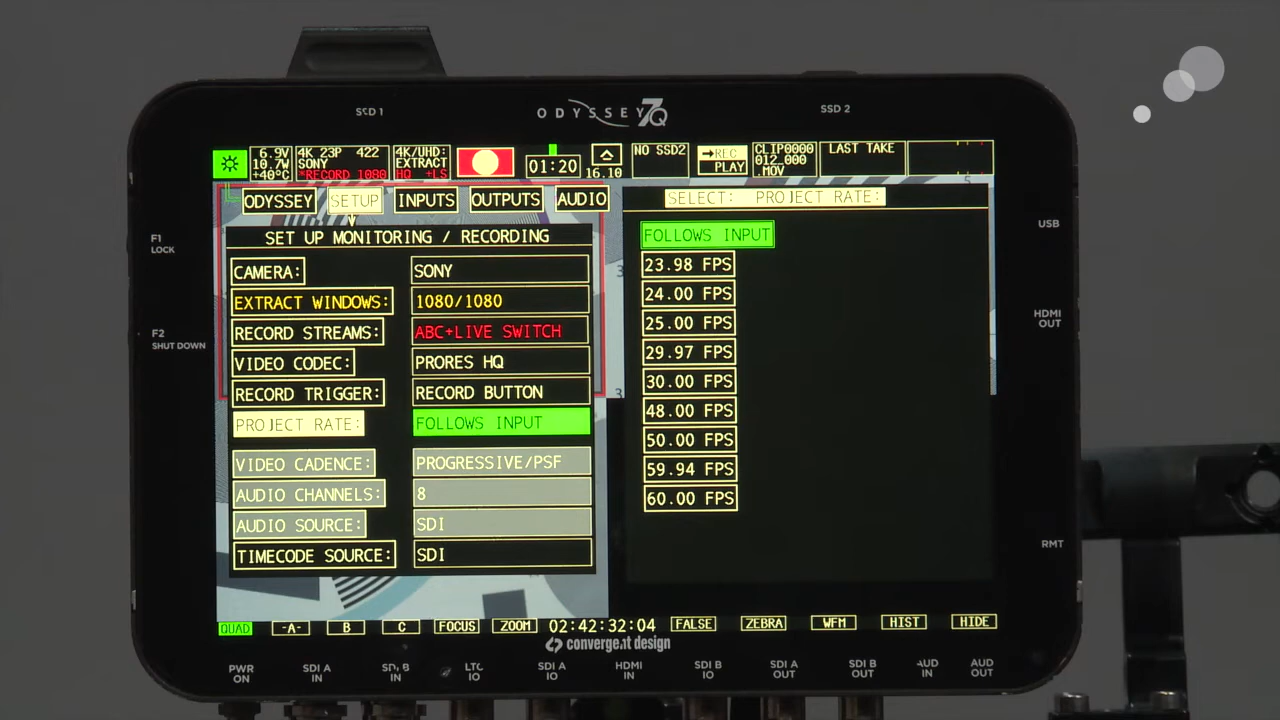 SSD 1
ODYSSEY7Q
SSD 2
6.9V
10.7W
+40°C
4K 23P 422
SONY
*RECORD 1080
4K/UHD:
EXTRACT
HQ +LS
01:20
16.10
NO SSD2
→REC
PLAY
CLIP0000
012_000
.MOV
LAST TAKE
ODYSSEY
SETUP
INPUTS
OUTPUTS
AUDIO
SELECT: PROJECT RATE:
SET UP MONITORING / RECORDING
CAMERA: SONY
EXTRACT WINDOWS: 1080/1080
RECORD STREAMS: ABC+LIVE SWITCH
VIDEO CODEC: PRORES HQ
RECORD TRIGGER: RECORD BUTTON
PROJECT RATE: FOLLOWS INPUT
VIDEO CADENCE: PROGRESSIVE/PSF
AUDIO CHANNELS: 8
AUDIO SOURCE: SDI
TIMECODE SOURCE: SDI
FOLLOWS INPUT
23.98 FPS
24.00 FPS
25.00 FPS
29.97 FPS
30.00 FPS
48.00 FPS
50.00 FPS
59.94 FPS
60.00 FPS
F1
LOCK
F2
SHUT DOWN
USB
HDMI
OUT
RMT
QUAD
-A-
B
C
FOCUS
ZOOM
02:42:32:04
FALSE
ZEBRA
WFM
HIST
HIDE
convergent design
PWR
ON
SDI A
IN
SDI B
IN
LTC
IO
SDI A
IO
HDMI
IN
SDI B
IO
SDI A
OUT
SDI B
OUT
AUD
IN
AUD
OUT